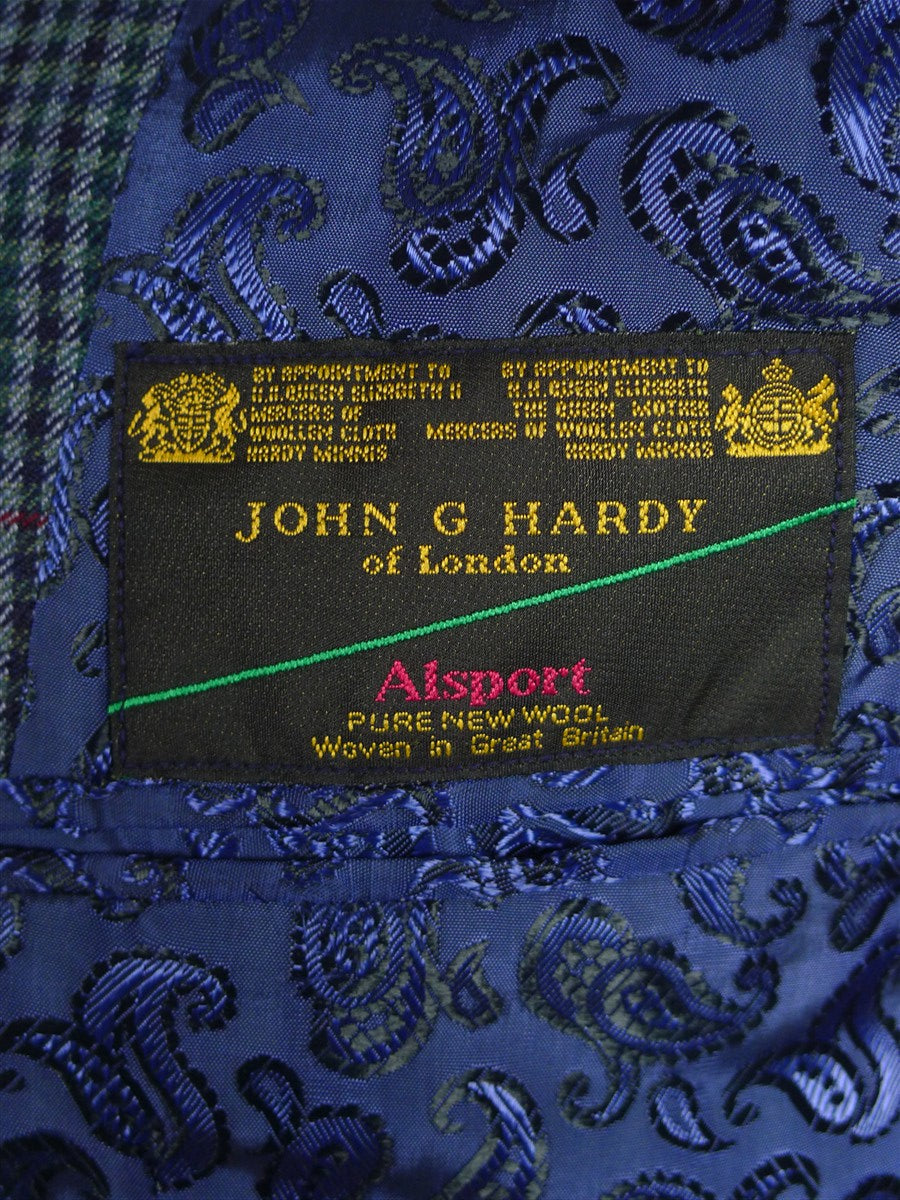 BY APPOINTMENT TO
H.M. QUEEN ELIZABETH II
MERCERS OF
WOOLLEN CLOTH
HARDY MINNIS
BY APPOINTMENT TO
H.M. QUEEN ELIZABETH
THE QUEEN MOTHER
MERCERS OF WOOLLEN CLOTH
HARDY MINNIS
JOHN G HARDY
of London
Alsport
PURE NEW WOOL
Woven in Great Britain